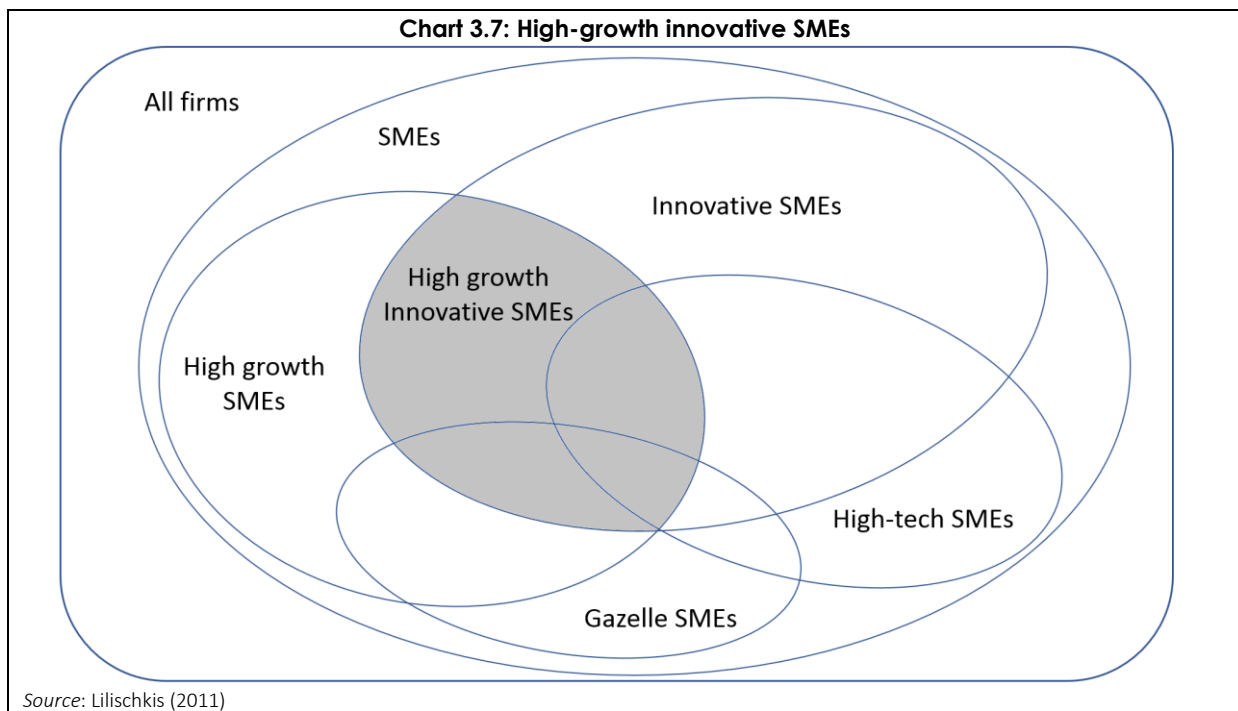 Chart 3.7: High-growth innovative SMEs
All firms
SMEs
Innovative SMEs
High growth
Innovative SMEs
High growth
SMEs
High-tech SMEs
Gazelle SMEs
Source: Lilischkis (2011)